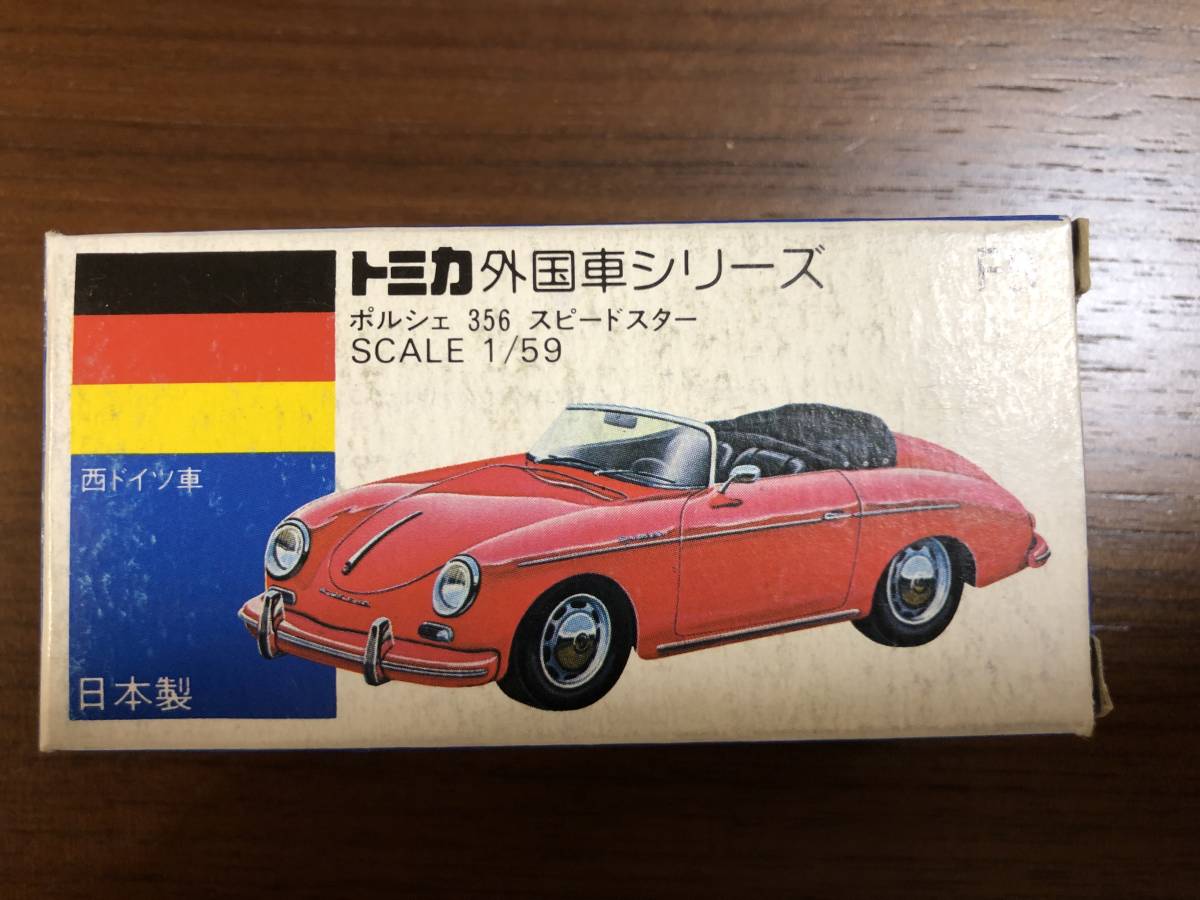 トミカ 外国車シリーズ
ポルシェ 356 スピードスター
SCALE 1/59
西ドイツ車
日本製